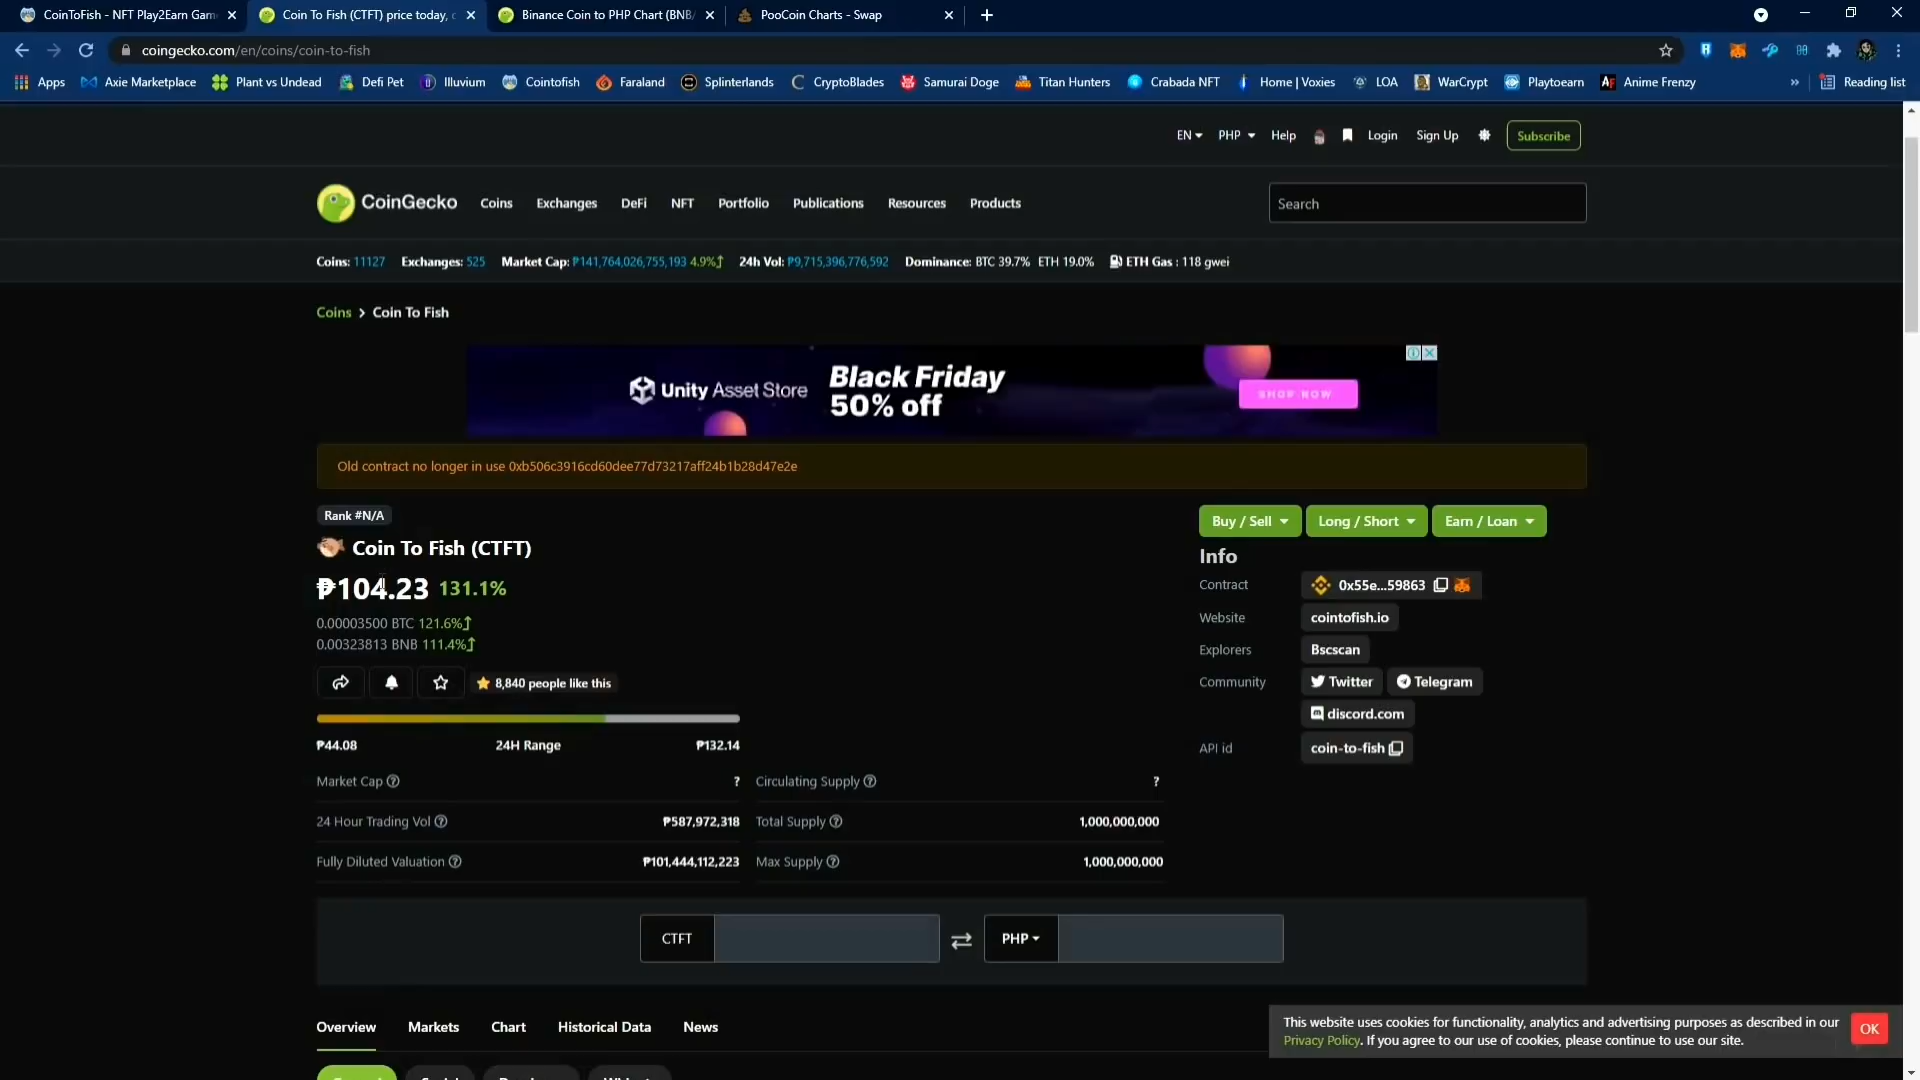 CoinToFish - NFT Play2Earn Gam
Coin To Fish (CTFT) price today, c
Binance Coin to PHP Chart (BNB/
PooCoin Charts - Swap
coingecko.com/en/coins/coin-to-fish
Apps
Axie Marketplace
Plant vs Undead
Defi Pet
Illuvium
Cointofish
Faraland
Splinterlands
CryptoBlades
Samurai Doge
Titan Hunters
Crabada NFT
Home | Voxies
LOA
WarCrypt
Playtoearn
AF Anime Frenzy
»
Reading list
EN PHP Help Login Sign Up Subscribe
CoinGecko Coins Exchanges DeFi NFT Portfolio Publications Resources Products Search
Coins: 11127 Exchanges: 525 Market Cap: ₱141,764,026,755,193 4.9% 24h Vol: ₱9,715,396,776,592 Dominance: BTC 39.7% ETH 19.0% ETH Gas : 118 gwei
Coins > Coin To Fish
Unity Asset Store
Black Friday
50% off
SHOP NOW
Old contract no longer in use 0xb506c3916cd60dee77d73217aff24b1b28d47e2e
Rank #N/A
Coin To Fish (CTFT)
₱104.23 131.1%
0.00003500 BTC 121.6%
0.00323813 BNB 111.4%
8,840 people like this
₱44.08 24H Range ₱132.14
Market Cap ? Circulating Supply ?
24 Hour Trading Vol ₱587,972,318 Total Supply 1,000,000,000
Fully Diluted Valuation ₱101,444,112,223 Max Supply 1,000,000,000
Buy / Sell Long / Short Earn / Loan
Info
Contract 0x55e...59863
Website cointofish.io
Explorers Bscscan
Community Twitter Telegram
discord.com
API id coin-to-fish
CTFT PHP
Overview Markets Chart Historical Data News
This website uses cookies for functionality, analytics and advertising purposes as described in our
Privacy Policy. If you agree to our use of cookies, please continue to use our site.
OK